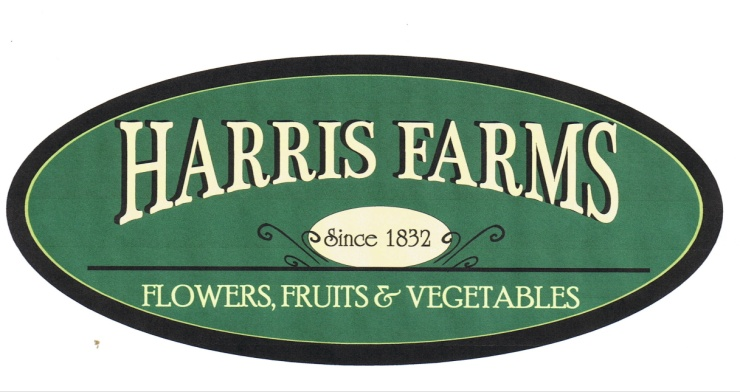 HARRIS FARMS
Since 1832
FLOWERS, FRUITS & VEGETABLES